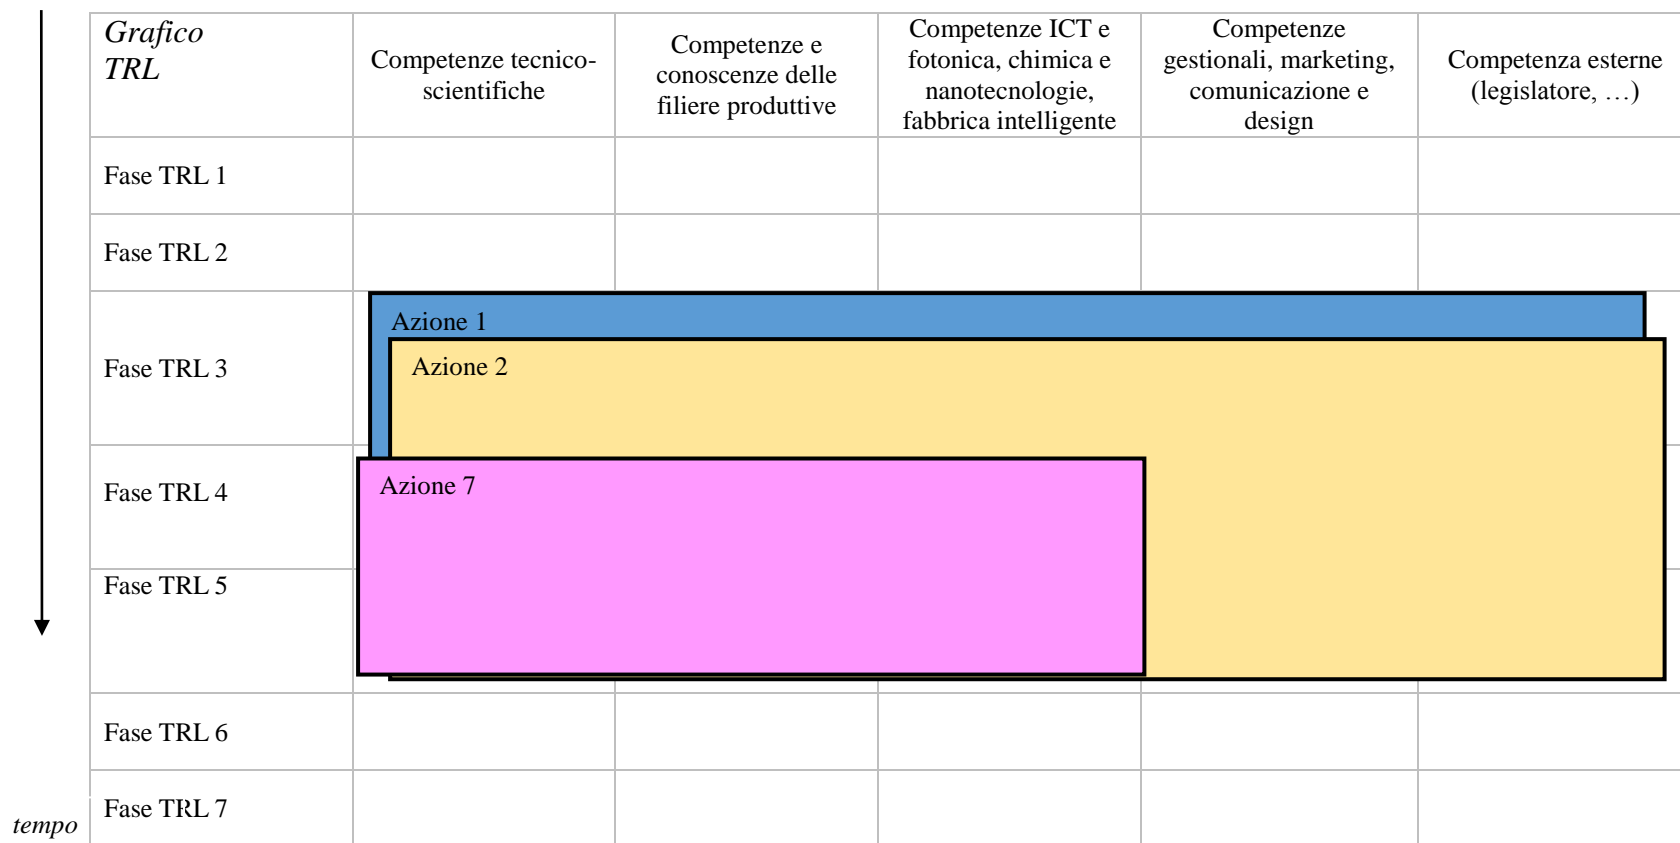 Grafico
TRL
Competenze tecnico-
scientifiche
Competenze e
conoscenze delle
filiere produttive
Competenze ICT e
fotonica, chimica e
nanotecnologie,
fabbrica intelligente
Competenze
gestionali, marketing,
comunicazione e
design
Competenza esterne
(legislatore, …)
Fase TRL 1
Fase TRL 2
Azione 1
Fase TRL 3
Azione 2
Fase TRL 4
Azione 7
Fase TRL 5
Fase TRL 6
Fase TRL 7
tempo